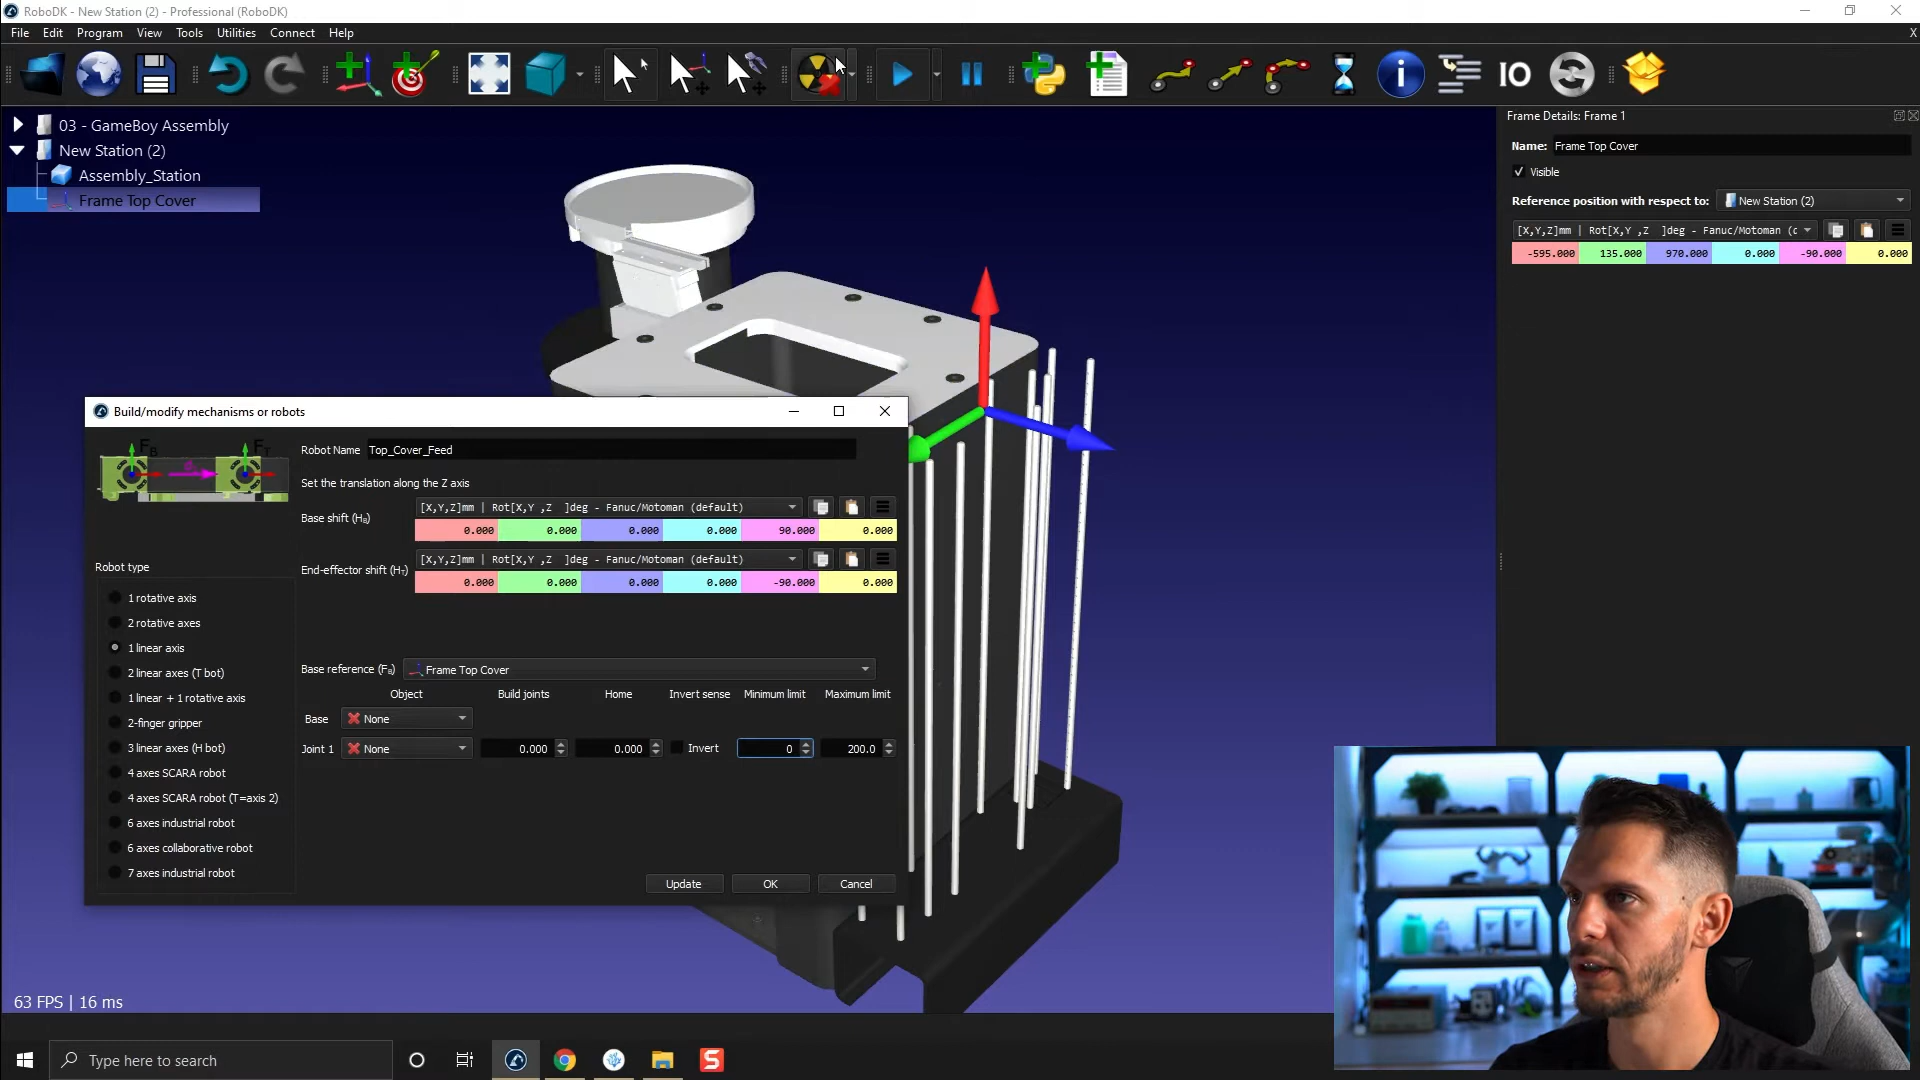 RoboDK - New Station (2) - Professional (RoboDK)
File Edit Program View Tools Utilities Connect Help X
IO
03 - GameBoy Assembly
New Station (2)
Assembly_Station
Frame Top Cover
Frame Details: Frame 1
Name: Frame Top Cover
Visible
Reference position with respect to: New Station (2)
[X,Y,Z]mm | Rot[X,Y ,Z ]deg - Fanuc/Motoman (c
-595.000 135.000 970.000 0.000 -90.000 0.000
Build/modify mechanisms or robots
Robot Name Top_Cover_Feed
Set the translation along the Z axis
[X,Y,Z]mm | Rot[X,Y ,Z ]deg - Fanuc/Motoman (default)
Base shift (HB)
0.000 0.000 0.000 0.000 90.000 0.000
[X,Y,Z]mm | Rot[X,Y ,Z ]deg - Fanuc/Motoman (default)
End-effector shift (HT)
0.000 0.000 0.000 0.000 -90.000 0.000
Robot type
1 rotative axis
2 rotative axes
1 linear axis
2 linear axes (T bot)
1 linear + 1 rotative axis
2-finger gripper
3 linear axes (H bot)
4 axes SCARA robot
4 axes SCARA robot (T=axis 2)
6 axes industrial robot
6 axes collaborative robot
7 axes industrial robot
Base reference (FB) Frame Top Cover
Object Build joints Home Invert sense Minimum limit Maximum limit
Base None
Joint 1 None 0.000 0.000 Invert 0 200.0
Update OK Cancel
63 FPS | 16 ms
Type here to search
S